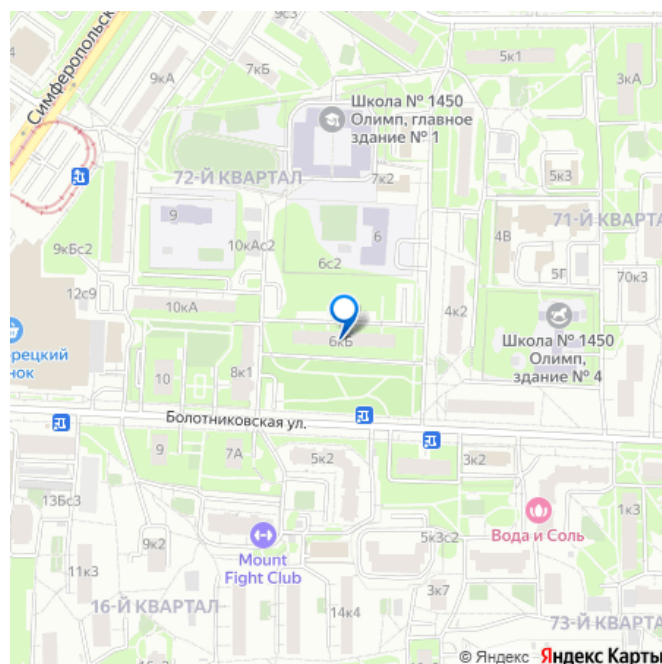 9с3
5к1
Симферопольск
9кА
7кБ
3кА
Школа № 1450
Олимп, главное
здание № 1
5к3
7к2
72-Й КВАРТАЛ
9
6
4В
71-Й КВАРТАЛ
9кБс2
10кАс2
6с2
5Г
70к3
12с9
10кА
4к2
рецкий
нок
6кБ
Школа № 1450
Олимп,
здание № 4
10
8к1
Болотниковская ул.
9
7А
5к2
3к2
13Бс3
1к3
Вода и Соль
9к2
5к3с2
Mount
Fight Club
11к3
3к7
16-Й КВАРТАЛ
14к4
73-Й КВАРТА
© Яндекс Яндекс Карты